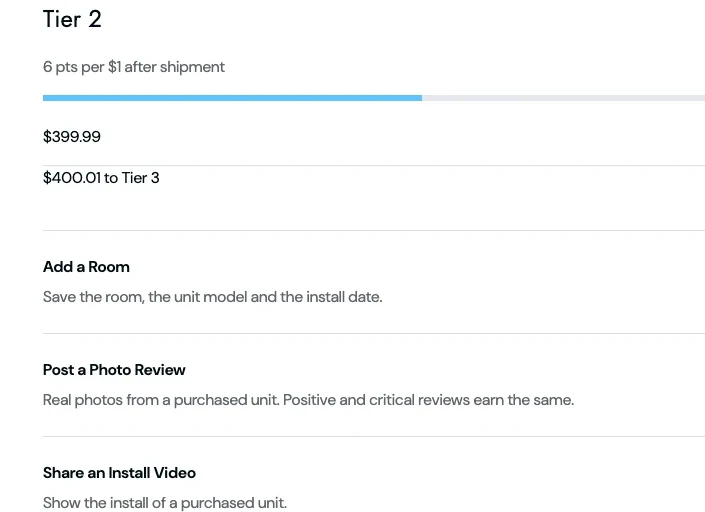 Tier 2
6 pts per $1 after shipment
$399.99
$400.01 to Tier 3
Add a Room
Save the room, the unit model and the install date.
Post a Photo Review
Real photos from a purchased unit. Positive and critical reviews earn the same.
Share an Install Video
Show the install of a purchased unit.